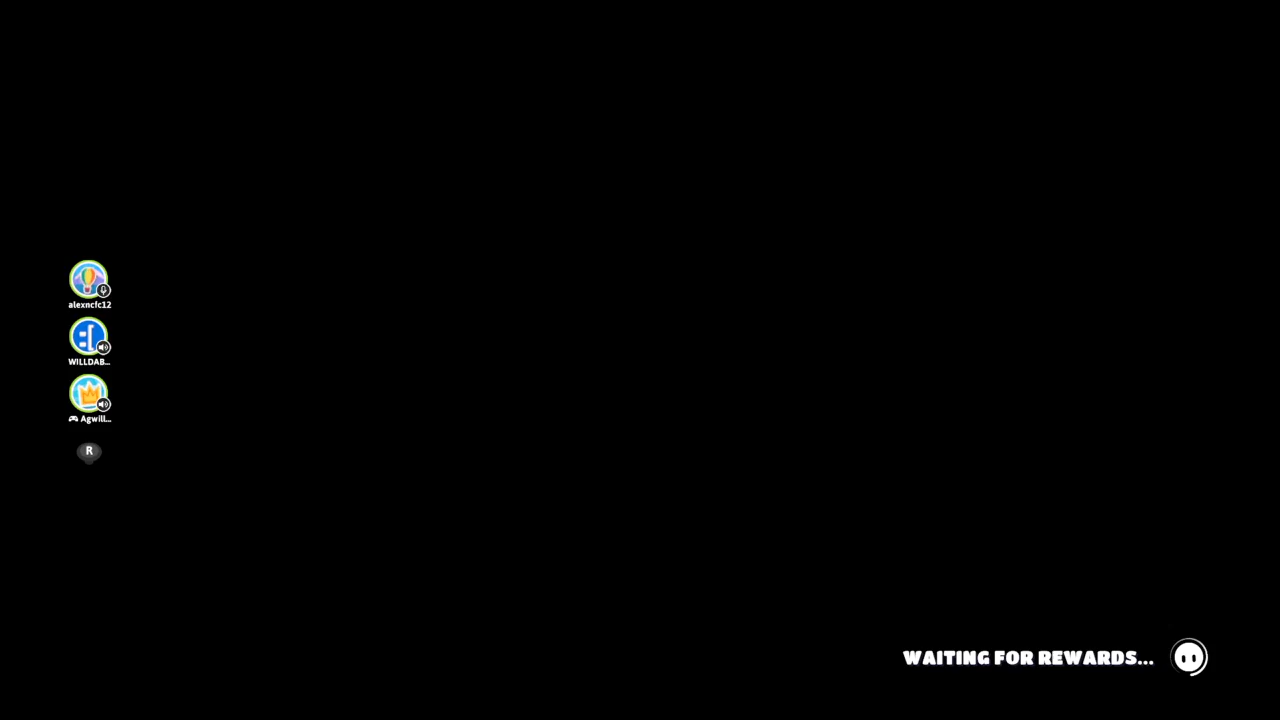 alexncfc12
WILLDAB...
Agwill...
R
WAITING FOR REWARDS...